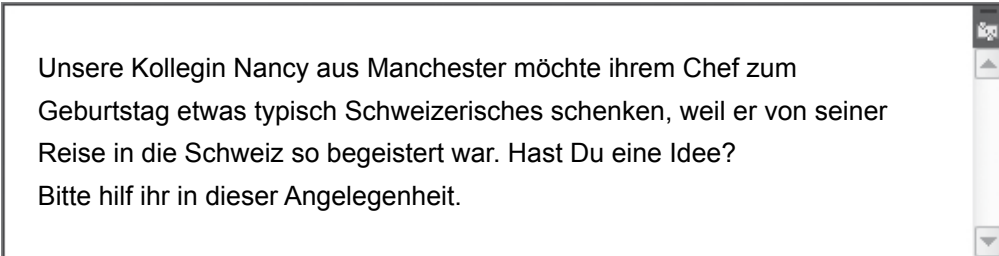 Unsere Kollegin Nancy aus Manchester möchte ihrem Chef zum
Geburtstag etwas typisch Schweizerisches schenken, weil er von seiner
Reise in die Schweiz so begeistert war. Hast Du eine Idee?
Bitte hilf ihr in dieser Angelegenheit.